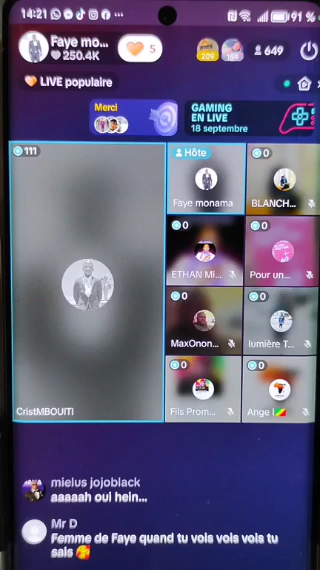 14:21
91 %
Faye mo...
250.4K
5
209
184
649
LIVE populaire
Merci
GAMING
EN LIVE
18 septembre
111
Hôte
Faye monama
0
BLANCH...
0
ETHAN Mi...
0
Pour un...
0
MaxOnon...
0
lumière T...
CristMBOUITI
0
Fils Prom...
0
Ange
mielus jojoblack
aaaaah oui hein...
Mr D
Femme de Faye quand tu vois vois vois tu
sais 🥰